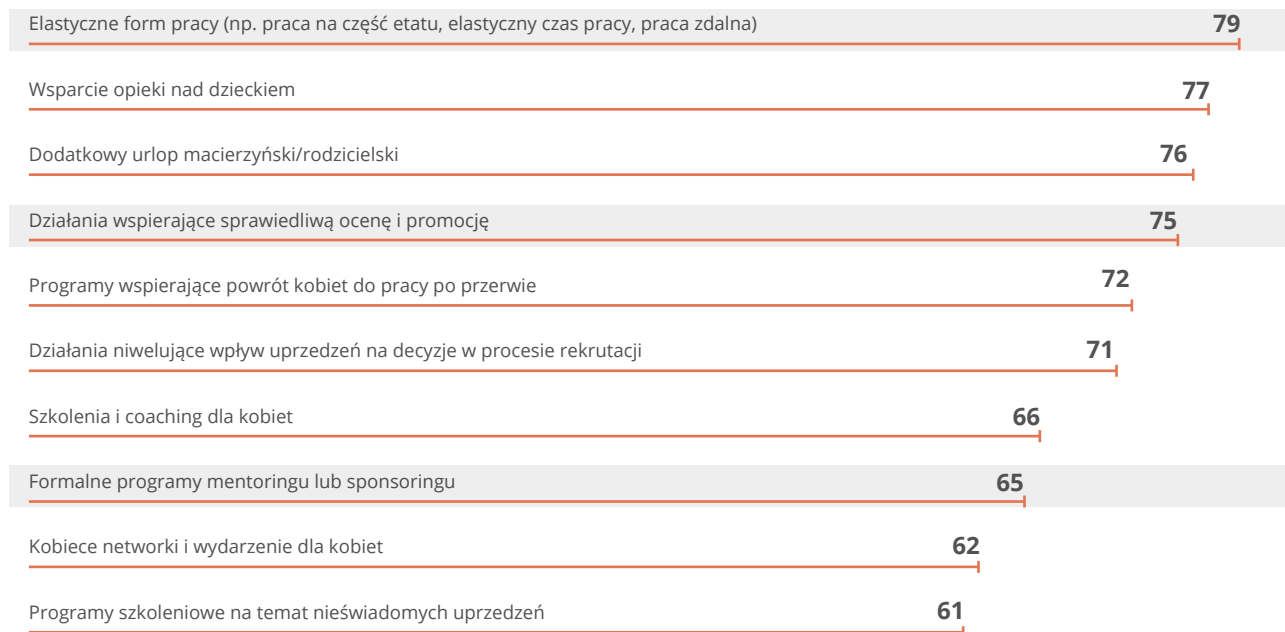 Elastyczne form pracy (np. praca na część etatu, elastyczny czas pracy, praca zdalna) 79
Wsparcie opieki nad dzieckiem 77
Dodatkowy urlop macierzyński/rodzicielski 76
Działania wspierające sprawiedliwą ocenę i promocję 75
Programy wspierające powrót kobiet do pracy po przerwie 72
Działania niwelujące wpływ uprzedzeń na decyzje w procesie rekrutacji 71
Szkolenia i coaching dla kobiet 66
Formalne programy mentoringu lub sponsoringu 65
Kobiece networki i wydarzenie dla kobiet 62
Programy szkoleniowe na temat nieświadomych uprzedzeń 61